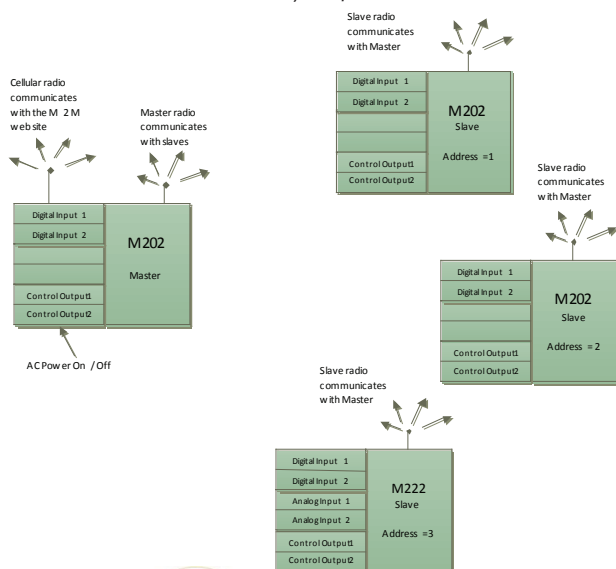 Slave radio
communicates
with Master
Digital Input 1
Digital Input 2
Control Output1
Control Output2
M202
Slave
Address =1
Cellular radio
communicates
with the M 2 M
web site
Master radio
communicates
with slaves
Digital Input 1
Digital Input 2
Control Output1
Control Output2
M202
Master
AC Power On / Off
Slave radio
communicates
with Master
Digital Input 1
Digital Input 2
Control Output1
Control Output2
M202
Slave
Address = 2
Slave radio
communicates
with Master
Digital Input 1
Digital Input 2
Analog Input 1
Analog Input 2
Control Output1
Control Output2
M222
Slave
Address =3